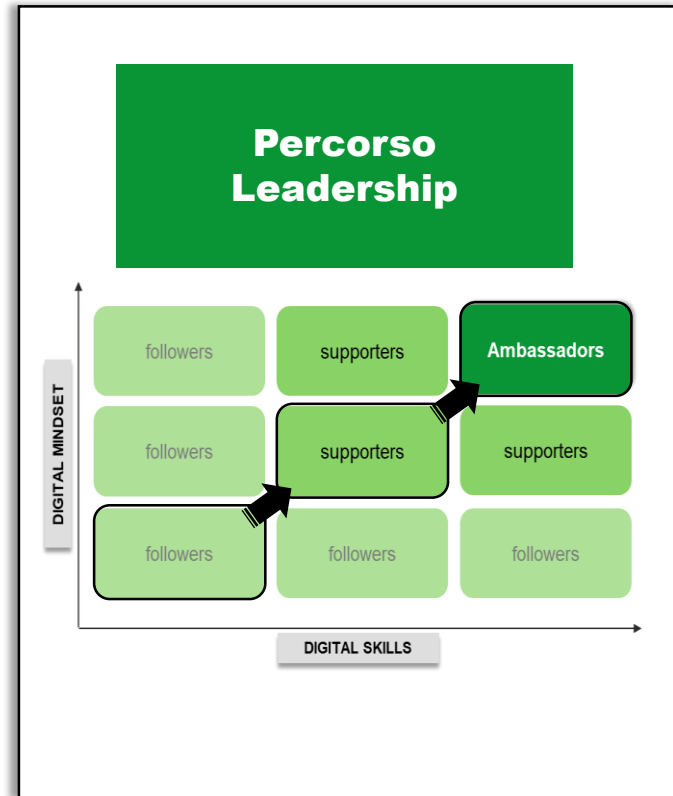 Percorso
Leadership
followers
supporters
Ambassadors
followers
supporters
supporters
followers
followers
followers
DIGITAL MINDSET
DIGITAL SKILLS